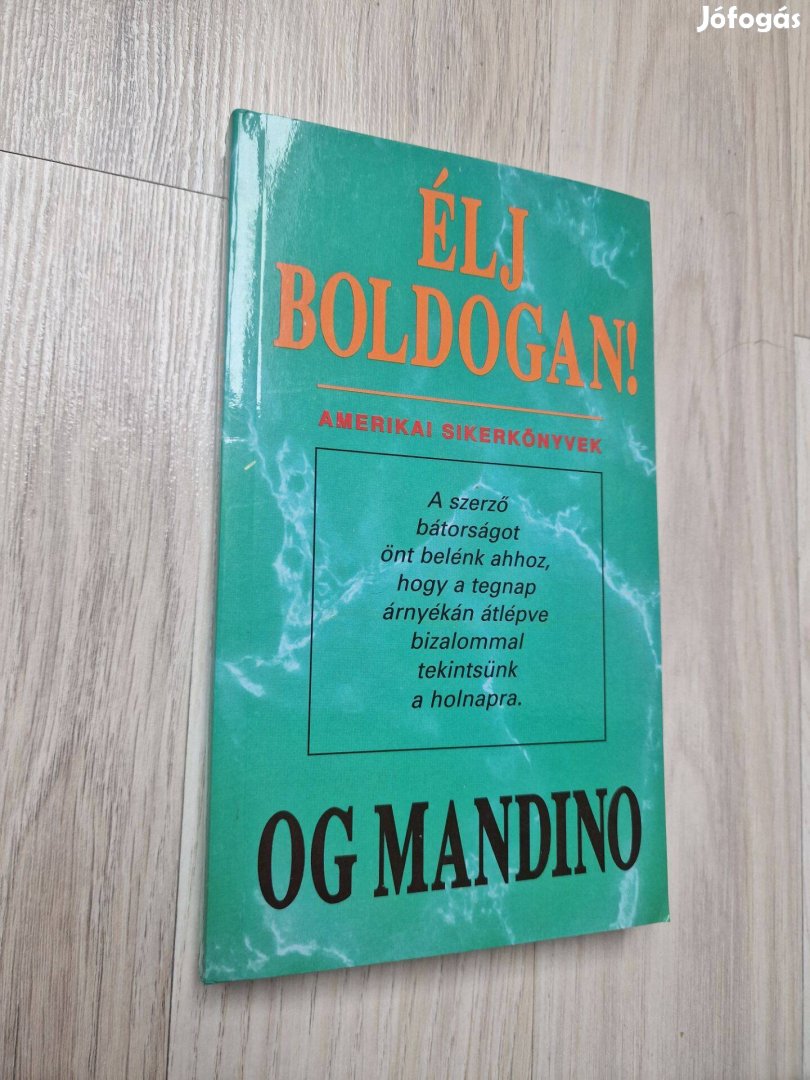 Jófogás
ÉLJ
BOLDOGAN!
AMERIKAI SIKERKÖNYVEK
A szerző
bátorságot
önt belénk ahhoz,
hogy a tegnap
árnyékán átlépve
bizalommal
tekintsünk
a holnapra.
OG MANDINO